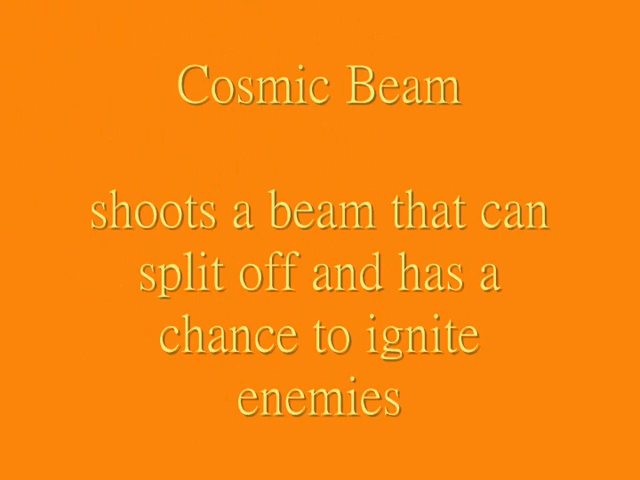 Cosmic Beam
shoots a beam that can
split off and has a
chance to ignite
enemies